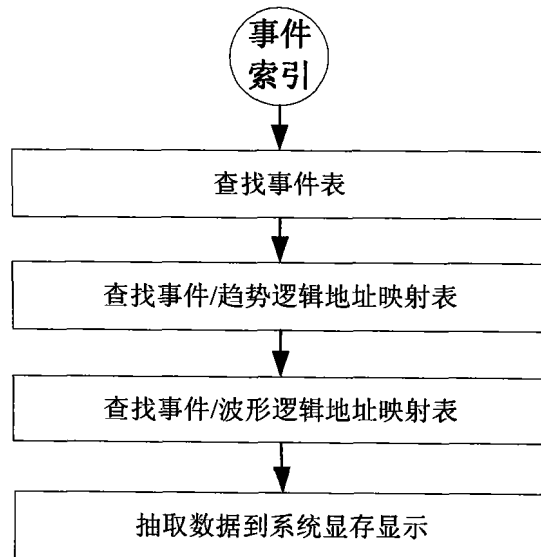 事件
索引
查找事件表
查找事件/趋势逻辑地址映射表
查找事件/波形逻辑地址映射表
抽取数据到系统显存显示